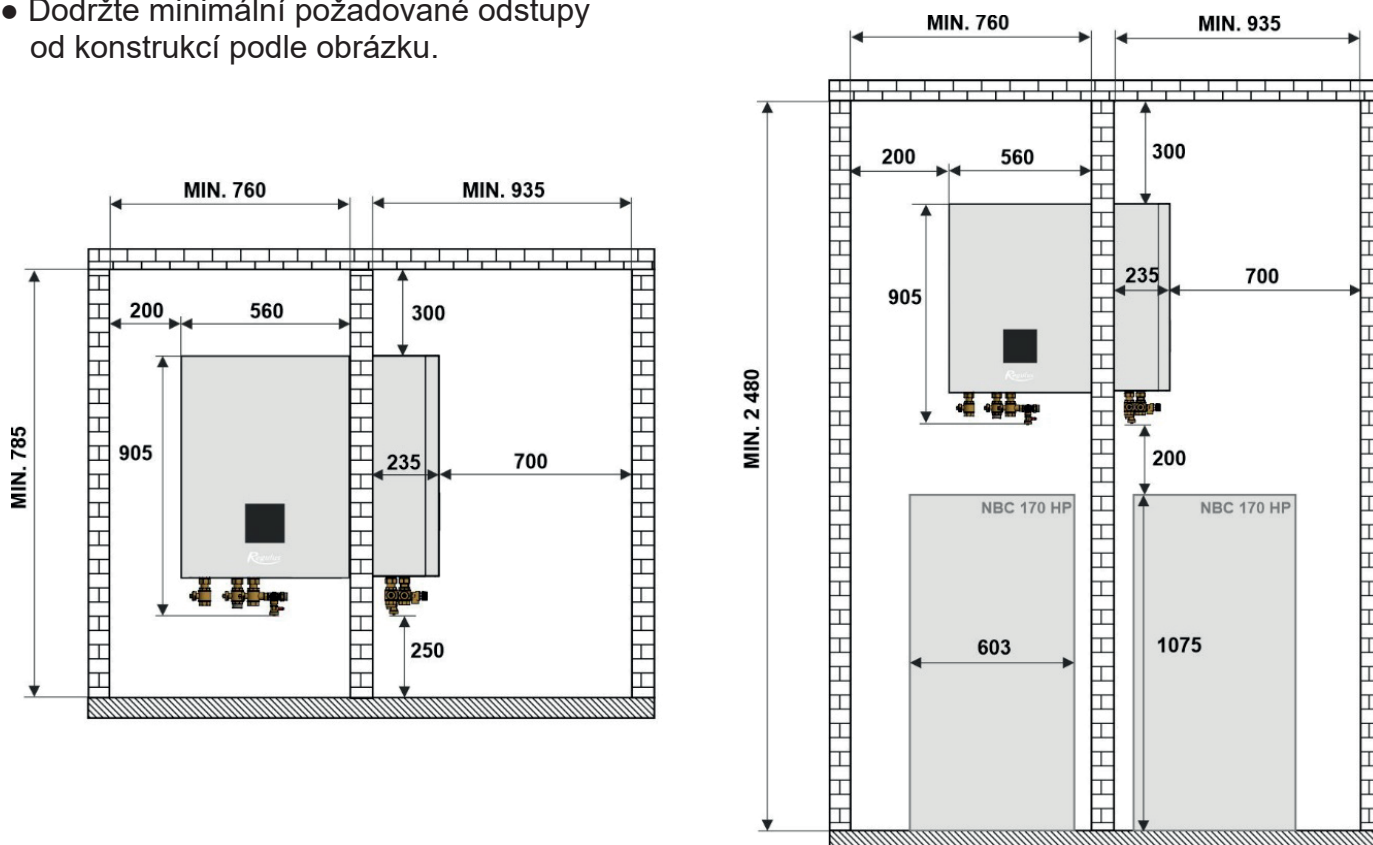 ● Dodržte minimální požadované odstupy
od konstrukcí podle obrázku.
MIN. 760
MIN. 935
200
560
300
MIN. 785
905
235
700
Regulus
250
MIN. 760
MIN. 935
200
560
300
905
235
700
MIN. 2 480
Regulus
200
NBC 170 HP
NBC 170 HP
603
1075